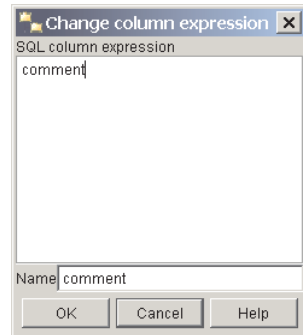 Change column expression
SQL column expression
comment
Name comment
OK Cancel Help